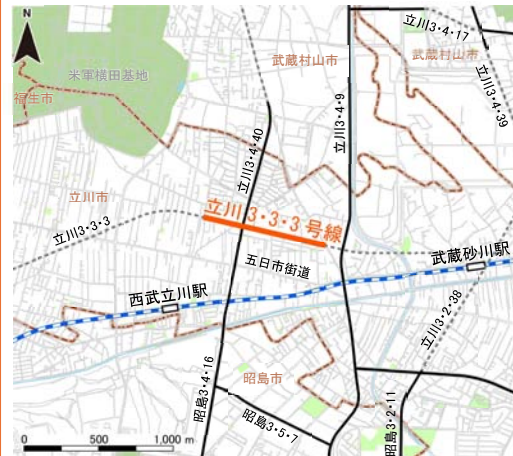 N
立川3・4・17
武蔵村山市
武蔵村山市
米軍横田基地
福生市
立川3・4・39
立川3・4・9
立川3・4・40
立川市
立川3・3・3号線
立川3・3・3
五日市街道
武蔵砂川駅
西武立川駅
立川3・2・38
昭島市
昭島3・4・16
昭島3・5・7
昭島3・2・11
0 500 1,000 m